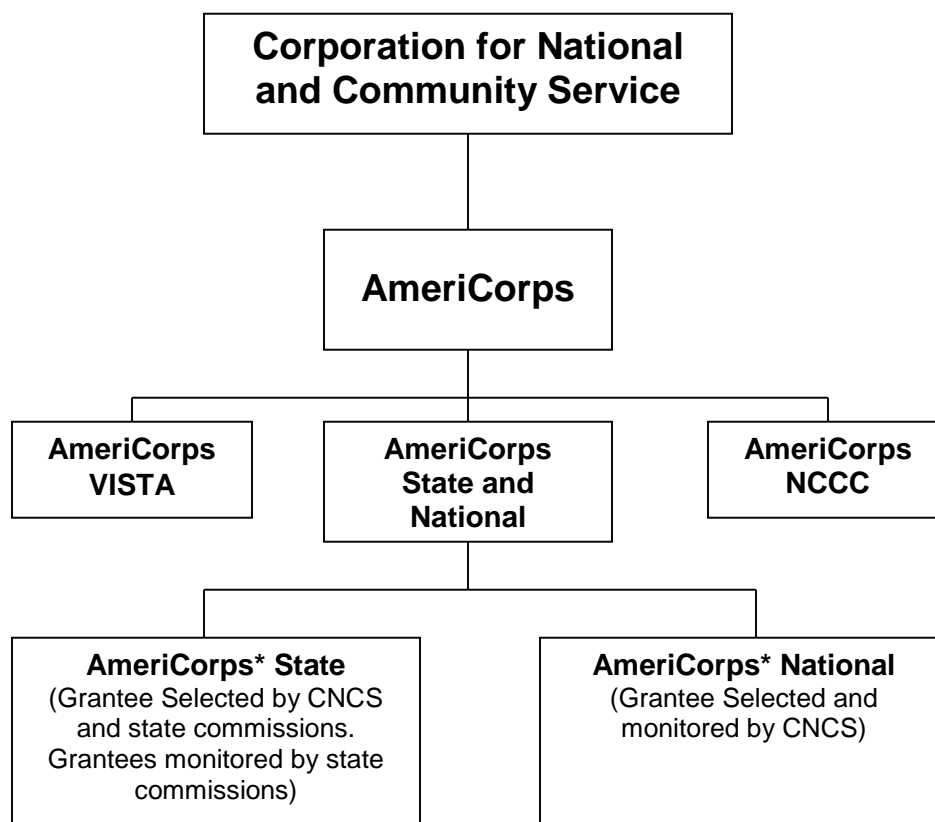 Corporation for National
and Community Service
AmeriCorps
AmeriCorps
VISTA
AmeriCorps
State and
National
AmeriCorps
NCCC
AmeriCorps* State
(Grantee Selected by CNCS
and state commissions.
Grantees monitored by state
commissions)
AmeriCorps* National
(Grantee Selected and
monitored by CNCS)